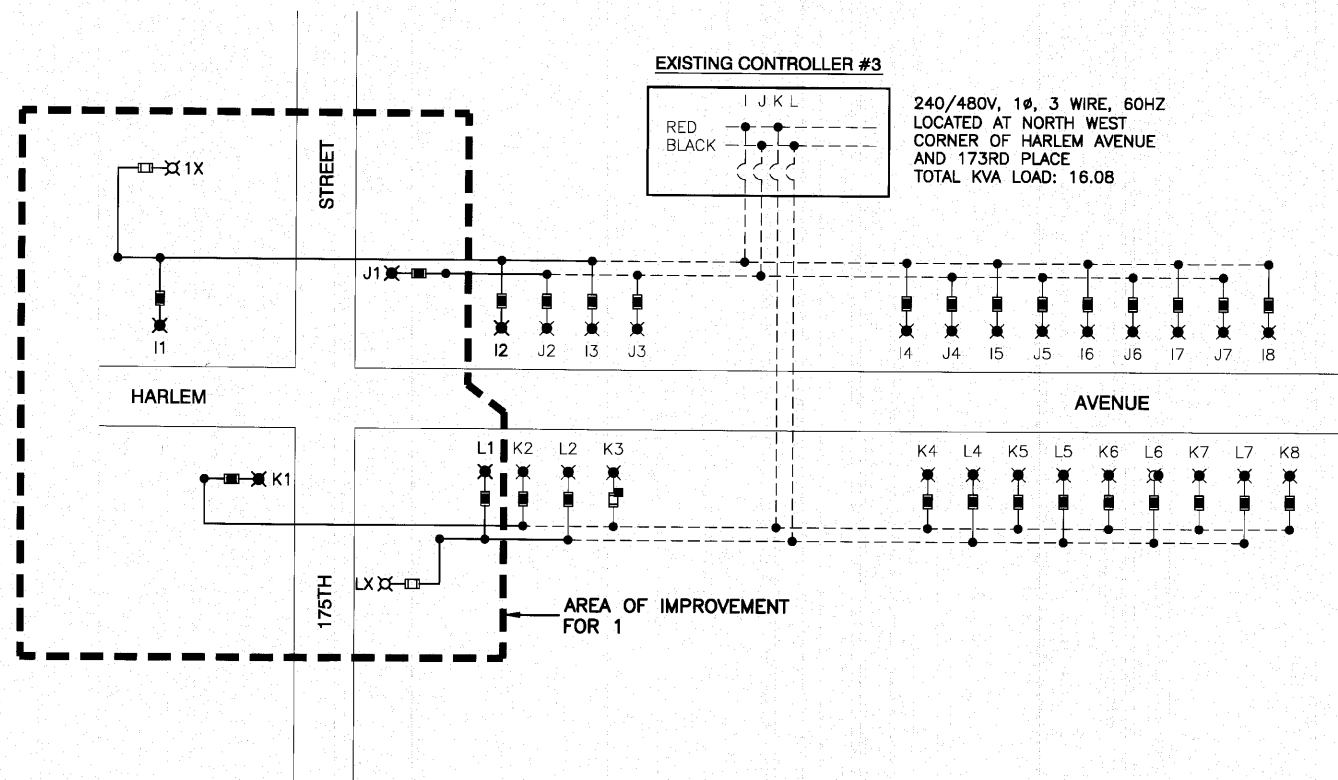 EXISTING CONTROLLER #3
I J K L
RED
BLACK
240/480V, 1ø, 3 WIRE, 60HZ
LOCATED AT NORTH WEST
CORNER OF HARLEM AVENUE
AND 173RD PLACE
TOTAL KVA LOAD: 16.08
STREET
1X
J1
I1
I2
J2
I3
J3
I4
J4
I5
J5
I6
J6
I7
J7
I8
HARLEM
AVENUE
K1
L1
K2
L2
K3
K4
L4
K5
L5
K6
L6
K7
L7
K8
LX
175TH
AREA OF IMPROVEMENT
FOR 1